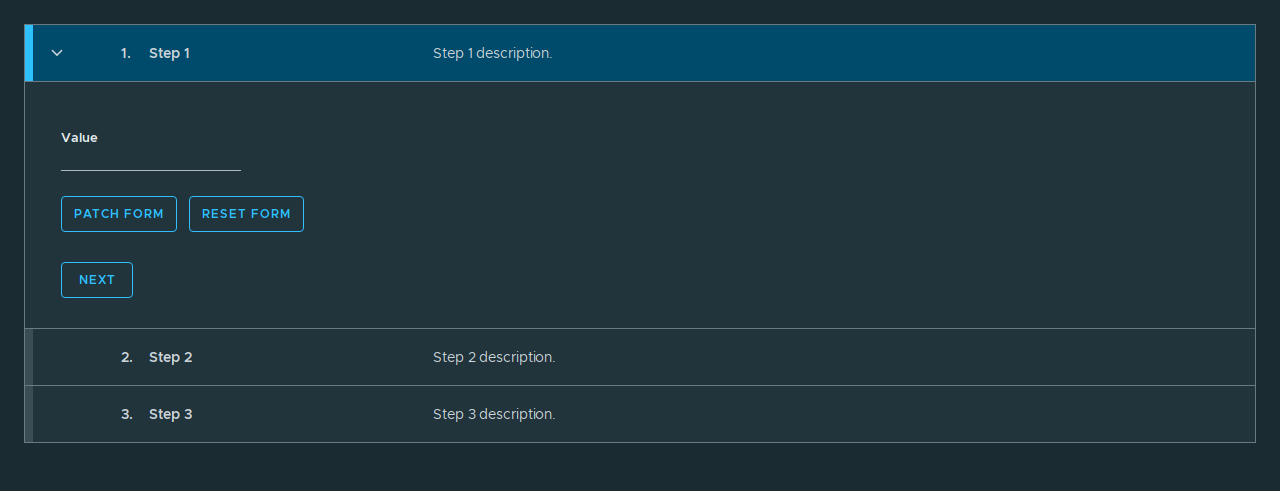 1. Step 1 Step 1 description.
Value
PATCH FORM RESET FORM
NEXT
2. Step 2 Step 2 description.
3. Step 3 Step 3 description.